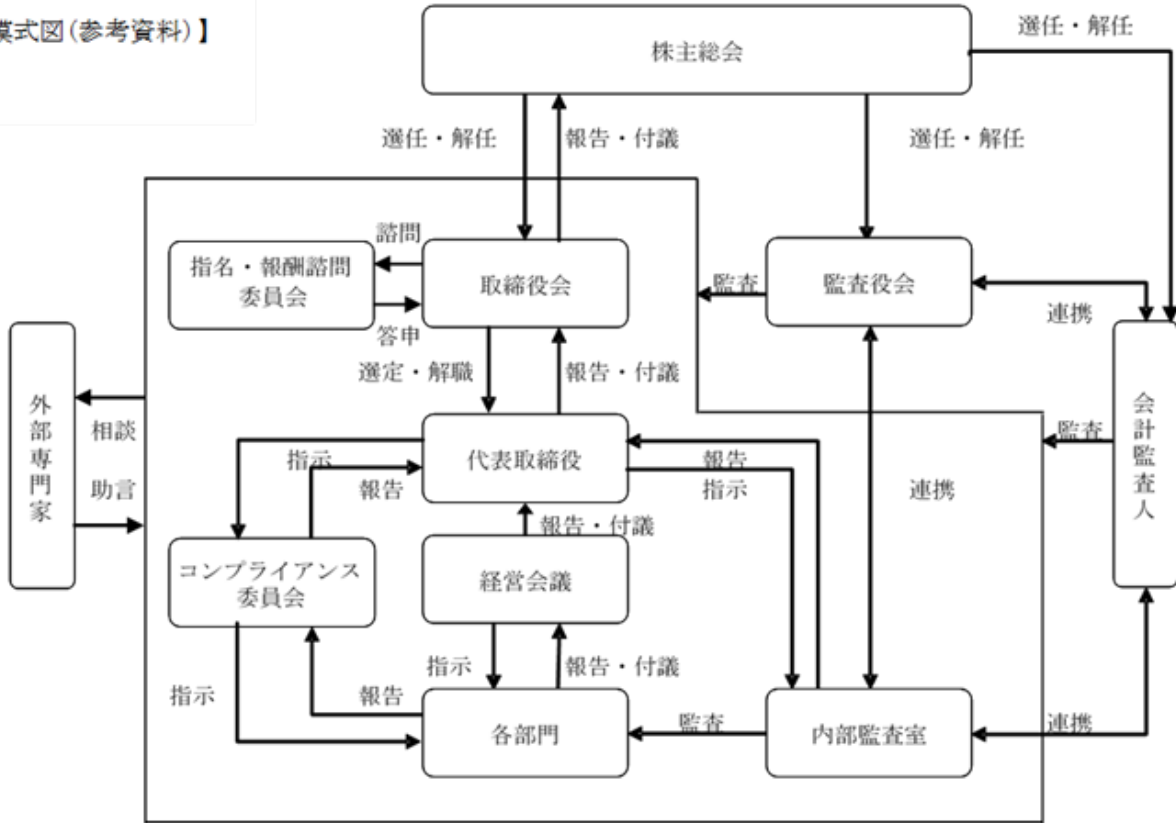 模式図(参考資料)】
株主総会
選任・解任
選任・解任
報告・付議
選任・解任
諮問
指名・報酬諮問
委員会
取締役会
監査
監査役会
答申
連携
選定・解職
報告・付議
外部専門家
相談
助言
指示
報告
代表取締役
報告
指示
連携
監査
会計監査人
報告・付議
コンプライアンス
委員会
経営会議
指示
報告・付議
指示
報告
各部門
監査
内部監査室
連携